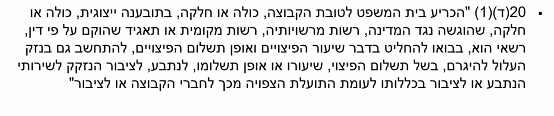 ▪ 20(ד)(1) "הכריע בית המשפט לטובת הקבוצה, כולה או חלקה, בתובענה ייצוגית, כולה או
חלקה, שהוגשה נגד המדינה, רשות מרשויותיה, רשות מקומית או תאגיד שהוקם על פי דין,
רשאי הוא, בבואו להחליט בדבר שיעור הפיצויים ואופן תשלום הפיצויים, להתחשב גם בנזק
העלול להיגרם, בשל תשלום הפיצוי, שיעורו או אופן תשלומו, לנתבע, לציבור הנזקק לשירותי
הנתבע או לציבור בכללותו לעומת התועלת הצפויה מכך לחברי הקבוצה או לציבור"